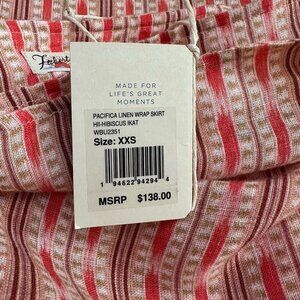 MADE FOR
LIFE'S GREAT
MOMENTS
PACIFICA LINEN WRAP SKIRT
HII-HIBISCUS IKAT
WBU2351
Size: XXS
1 94622 94294 4
MSRP $138.00